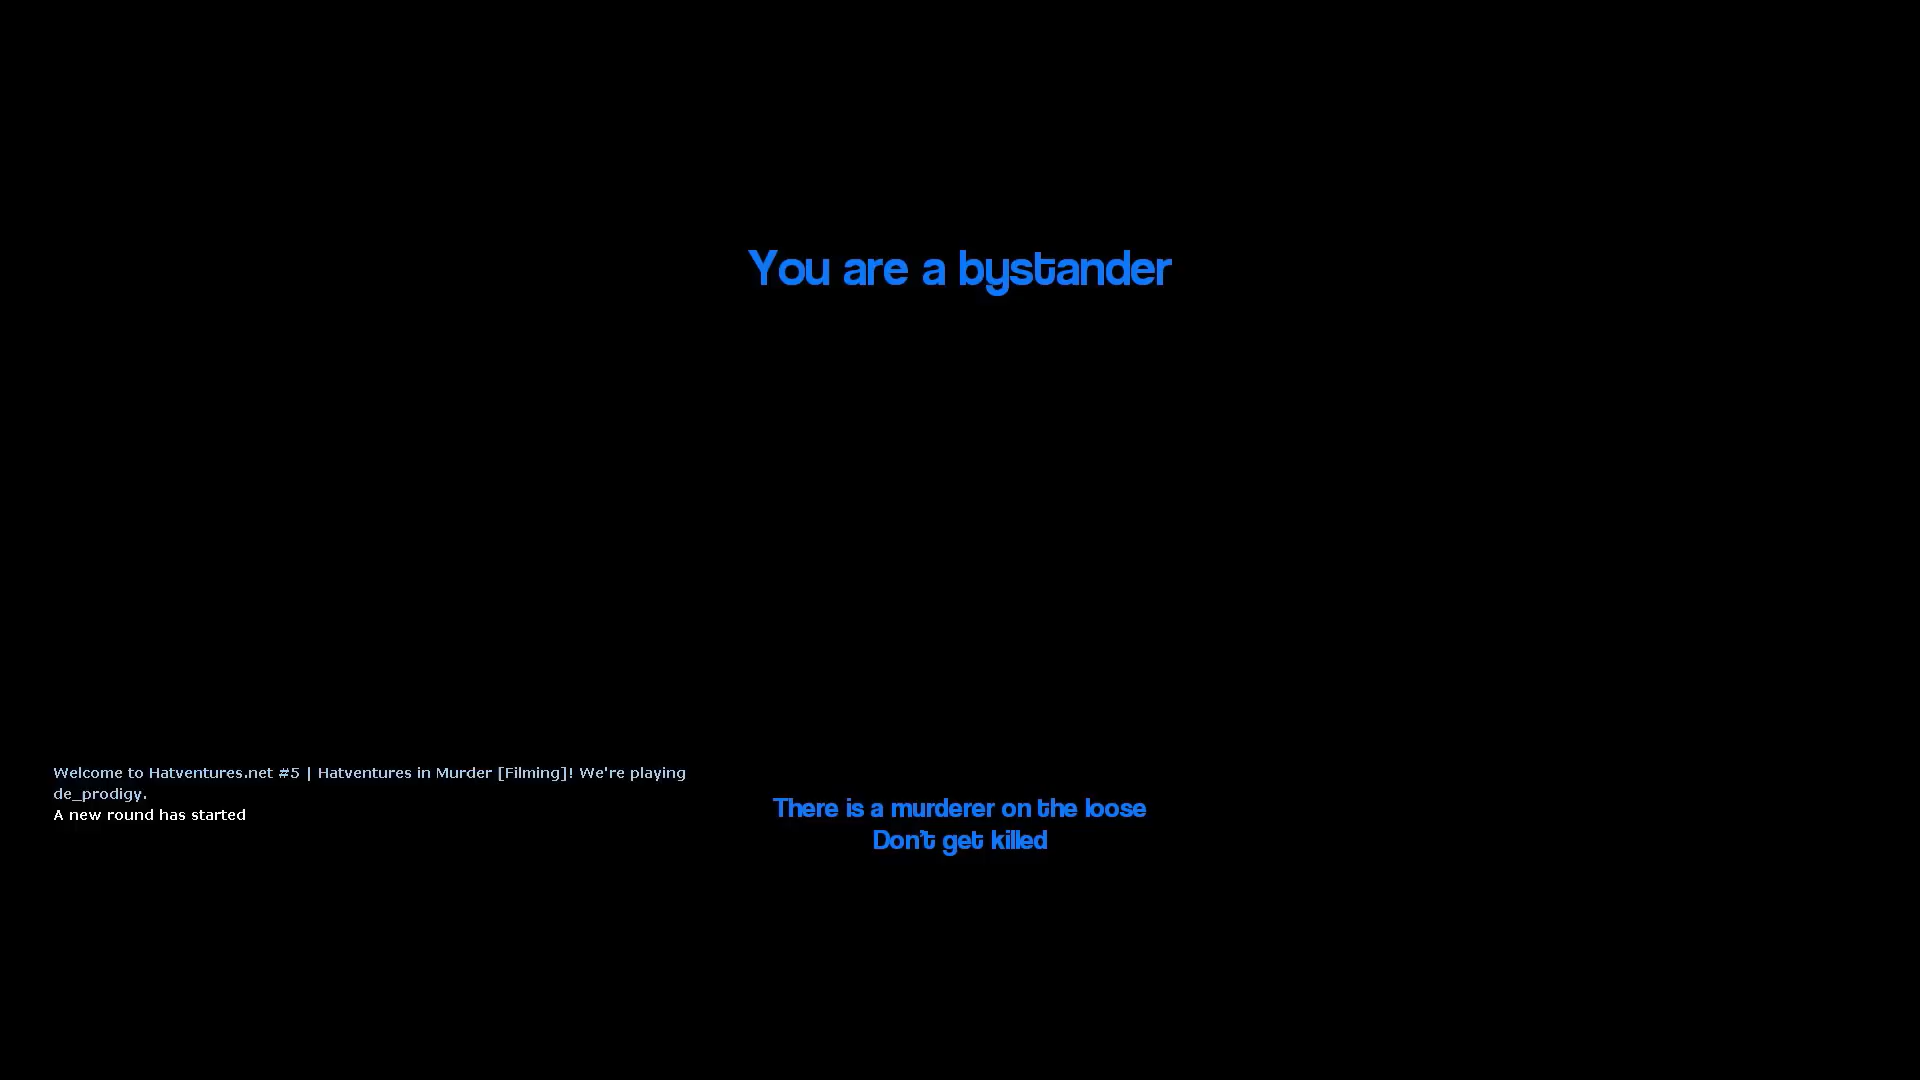 You are a bystander
Welcome to Hatventures.net #5 | Hatventures in Murder [Filming]! We're playing
de_prodigy.
A new round has started
There is a murderer on the loose
Don't get killed